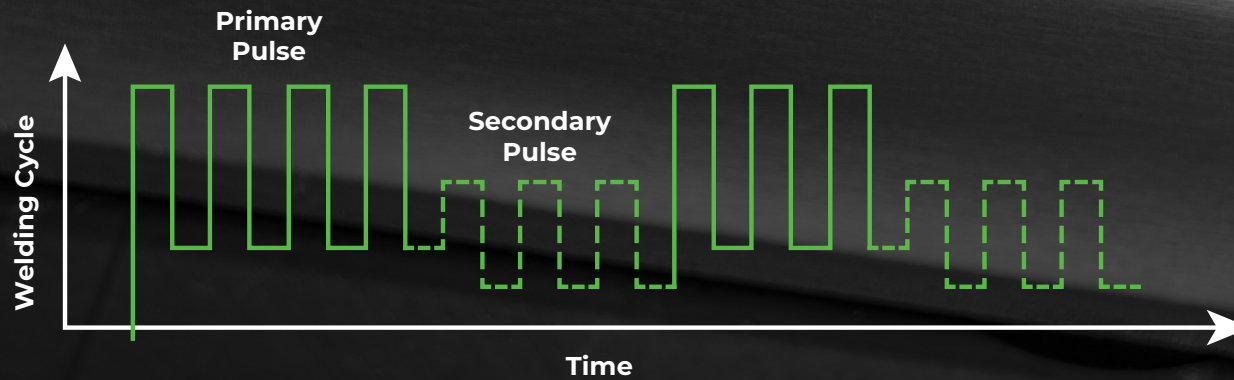 Primary
Pulse
Secondary
Pulse
Welding Cycle
Time